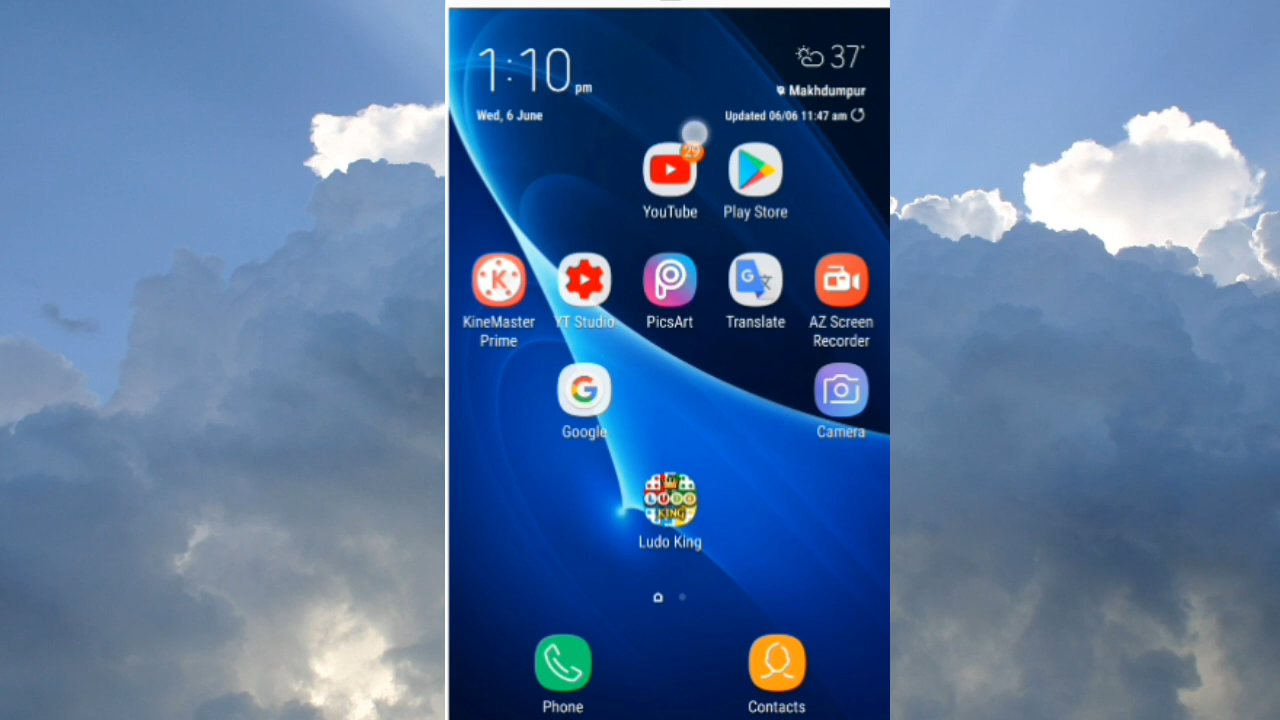 1:10 pm
37°
Makhdumpur
Wed, 6 June
Updated 06/06 11:47 am
29
YouTube
Play Store
K
G
KineMaster
Prime
YT Studio
PicsArt
Translate
AZ Screen
Recorder
G
Google
Camera
LUDO
KING
Ludo King
Phone
Contacts